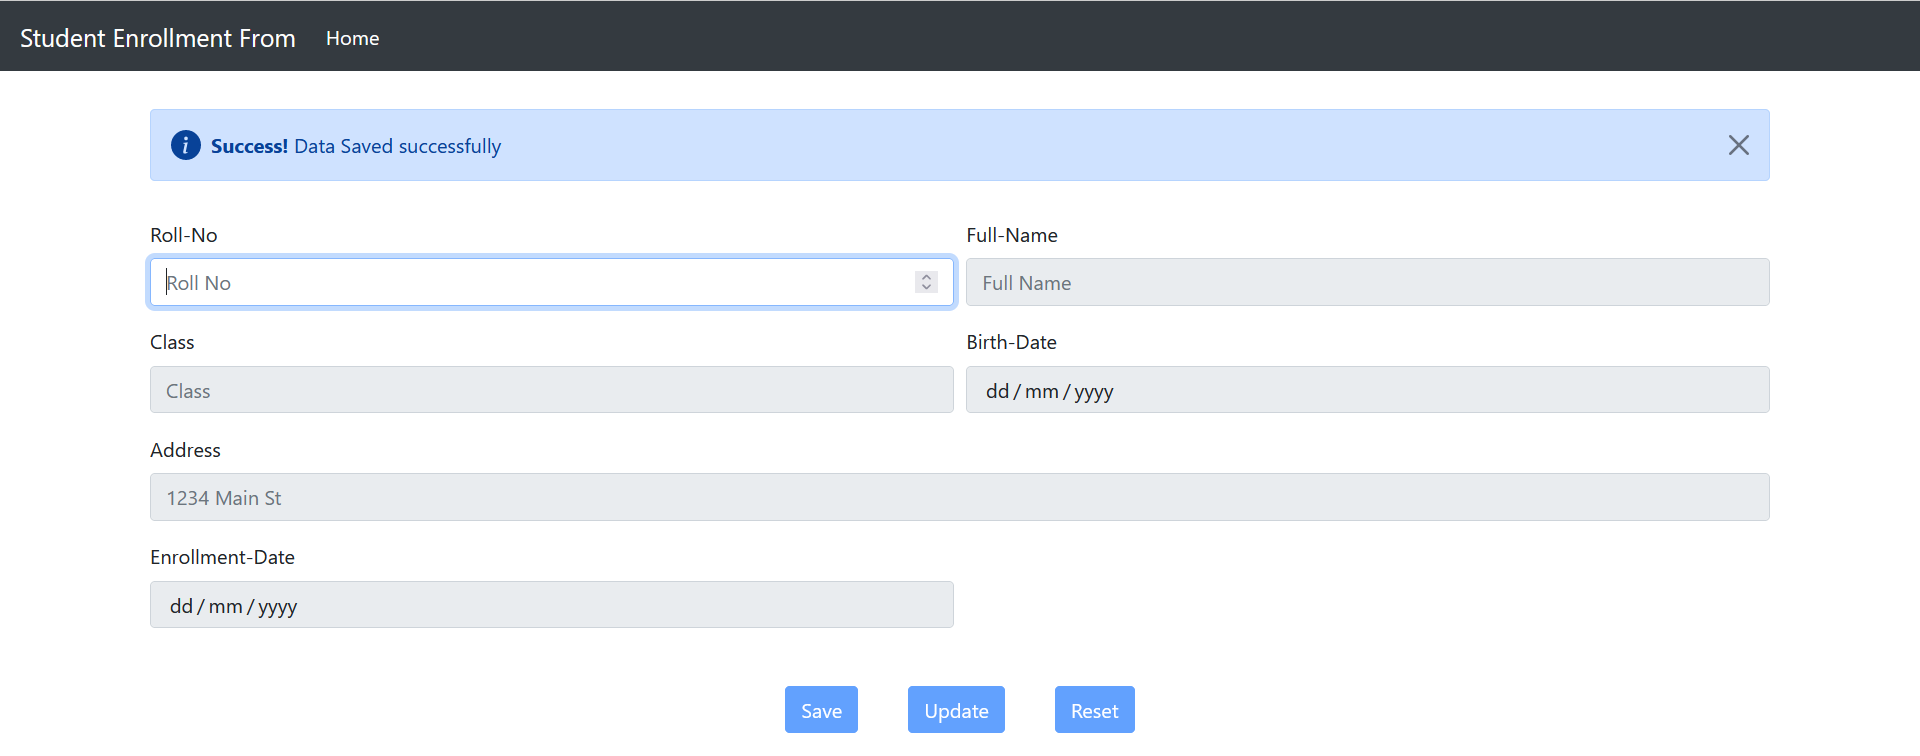 Student Enrollment From Home
Success! Data Saved successfully
Roll-No Full-Name
Roll No Full Name
Class Birth-Date
Class dd/mm/yyyy
Address
1234 Main St
Enrollment-Date
dd/mm/yyyy
Save Update Reset